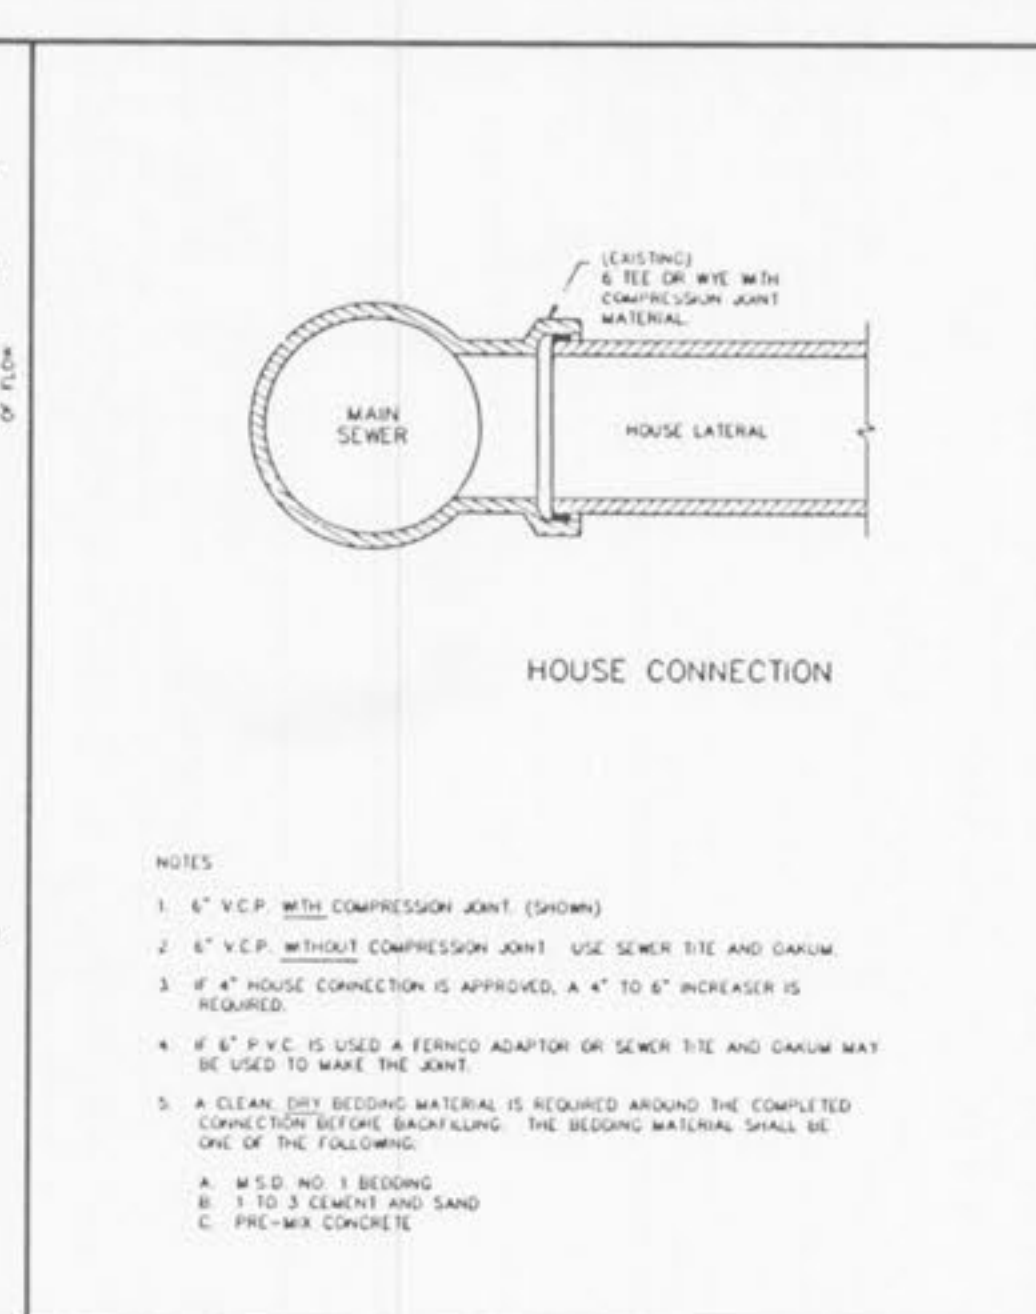 OF FLOW
(EXISTING)
6 TEE OR WYE WITH
COMPRESSION JOINT
MATERIAL.
MAIN
SEWER
HOUSE LATERAL
HOUSE CONNECTION
NOTES
1. 6" V.C.P. WITH COMPRESSION JOINT. (SHOWN)
2. 6" V.C.P. WITHOUT COMPRESSION JOINT. USE SEWER TITE AND OAKUM.
3. IF 4" HOUSE CONNECTION IS APPROVED, A 4" TO 6" INCREASER IS
REQUIRED.
4. IF 6" P.V.C. IS USED A FERNCO ADAPTOR OR SEWER TITE AND OAKUM MAY
BE USED TO MAKE THE JOINT.
5. A CLEAN, DRY BEDDING MATERIAL IS REQUIRED AROUND THE COMPLETED
CONNECTION BEFORE BACKFILLING. THE BEDDING MATERIAL SHALL BE
ONE OF THE FOLLOWING:
A. M.S.D. NO. 1 BEDDING
B. 1 TO 3 CEMENT AND SAND
C. PRE-MIX CONCRETE